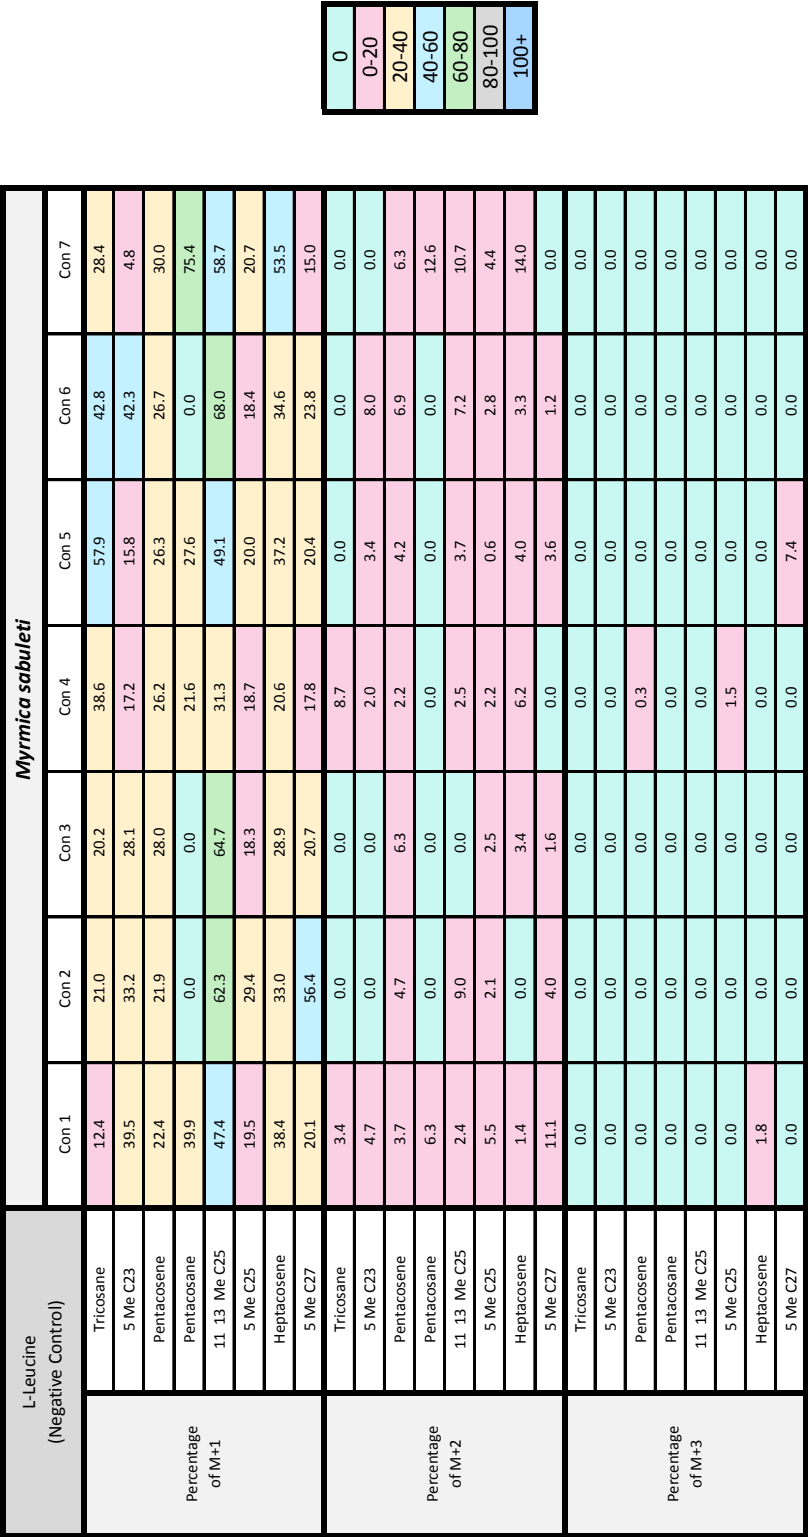 L-Leucine
(Negative Control)
Myrmica sabuleti
Con 1 Con 2 Con 3 Con 4 Con 5 Con 6 Con 7
Percentage
of M+1
Tricosane 12.4 21.0 20.2 38.6 57.9 42.8 28.4
5 Me C23 39.5 33.2 28.1 17.2 15.8 42.3 4.8
Pentacosene 22.4 21.9 28.0 26.2 26.3 26.7 30.0
Pentacosane 39.9 0.0 0.0 21.6 27.6 0.0 75.4
11 13 Me C25 47.4 62.3 64.7 31.3 49.1 68.0 58.7
5 Me C25 19.5 29.4 18.3 18.7 20.0 18.4 20.7
Heptacosene 38.4 33.0 28.9 20.6 37.2 34.6 53.5
5 Me C27 20.1 56.4 20.7 17.8 20.4 23.8 15.0
Percentage
of M+2
Tricosane 3.4 0.0 0.0 8.7 0.0 0.0 0.0
5 Me C23 4.7 0.0 0.0 2.0 3.4 8.0 0.0
Pentacosene 3.7 4.7 6.3 2.2 4.2 6.9 6.3
Pentacosane 6.3 0.0 0.0 0.0 0.0 0.0 12.6
11 13 Me C25 2.4 9.0 0.0 2.5 3.7 7.2 10.7
5 Me C25 5.5 2.1 2.5 2.2 0.6 2.8 4.4
Heptacosene 1.4 0.0 3.4 6.2 4.0 3.3 14.0
5 Me C27 11.1 4.0 1.6 0.0 3.6 1.2 0.0
Percentage
of M+3
Tricosane 0.0 0.0 0.0 0.0 0.0 0.0 0.0
5 Me C23 0.0 0.0 0.0 0.0 0.0 0.0 0.0
Pentacosene 0.0 0.0 0.0 0.3 0.0 0.0 0.0
Pentacosane 0.0 0.0 0.0 0.0 0.0 0.0 0.0
11 13 Me C25 0.0 0.0 0.0 0.0 0.0 0.0 0.0
5 Me C25 0.0 0.0 0.0 1.5 0.0 0.0 0.0
Heptacosene 1.8 0.0 0.0 0.0 0.0 0.0 0.0
5 Me C27 0.0 0.0 0.0 0.0 7.4 0.0 0.0
0
0-20
20-40
40-60
60-80
80-100
100+